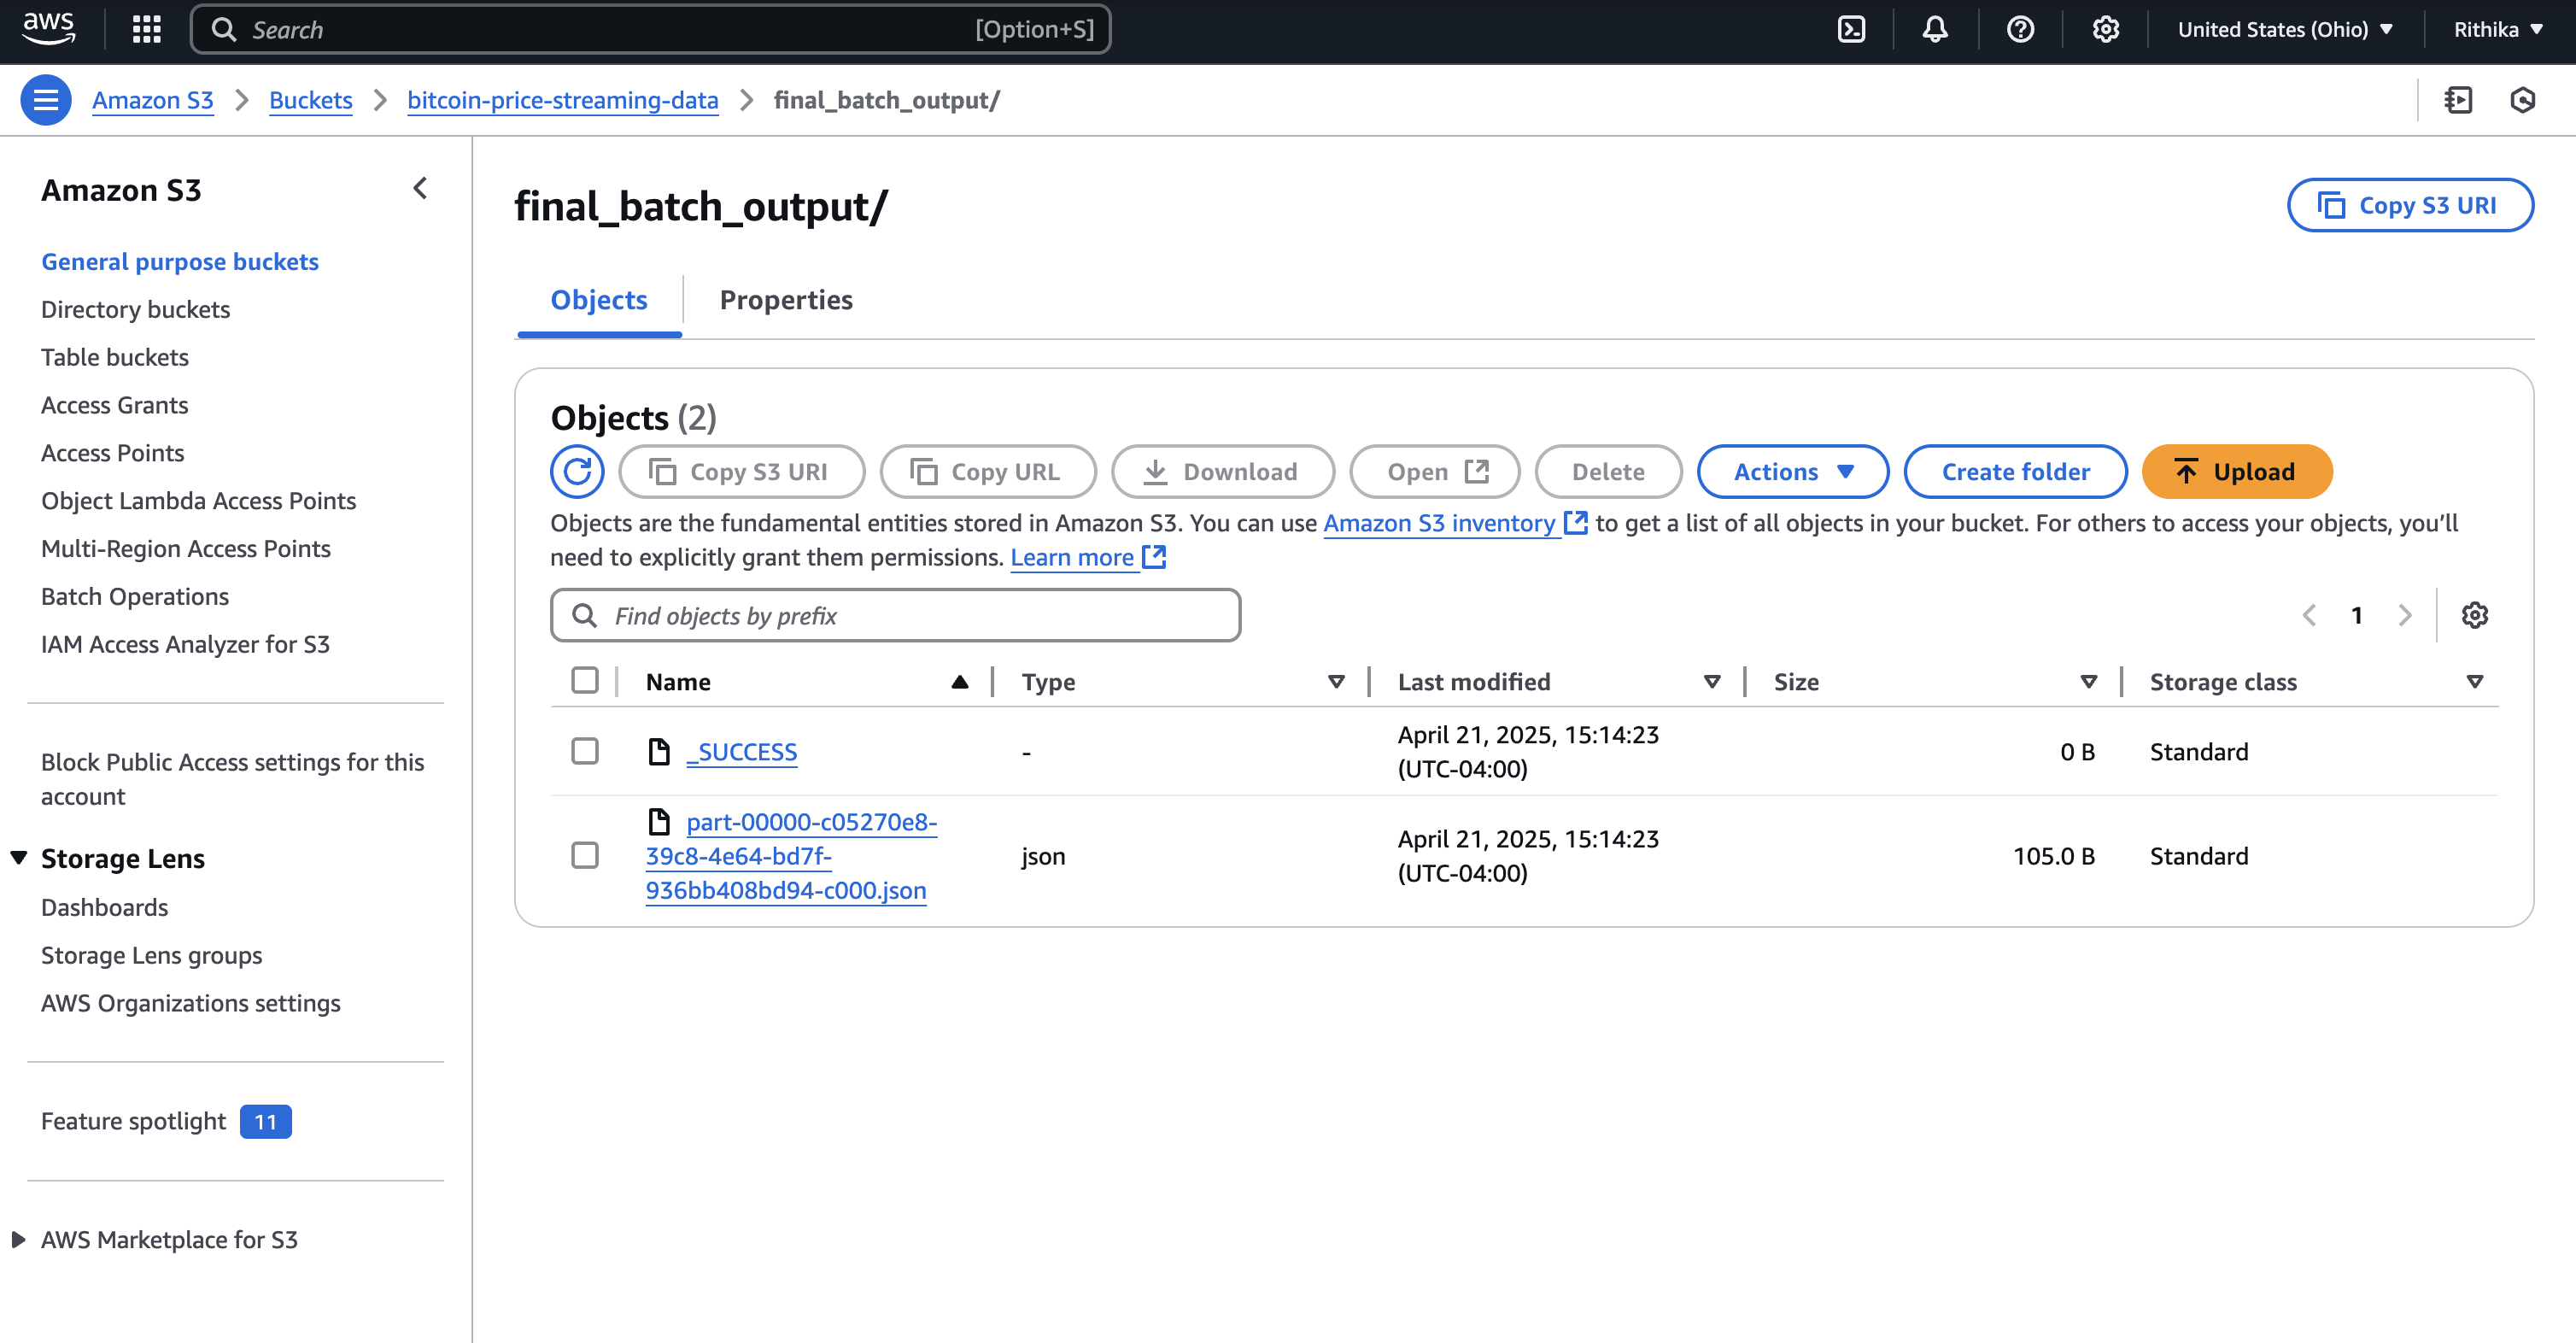 aws
Search [Option+S]
United States (Ohio)
Rithika
Amazon S3
Buckets
bitcoin-price-streaming-data
final_batch_output/
Amazon S3
General purpose buckets
Directory buckets
Table buckets
Access Grants
Access Points
Object Lambda Access Points
Multi-Region Access Points
Batch Operations
IAM Access Analyzer for S3
Block Public Access settings for this
account
Storage Lens
Dashboards
Storage Lens groups
AWS Organizations settings
Feature spotlight 11
AWS Marketplace for S3
final_batch_output/
Copy S3 URI
Objects
Properties
Objects (2)
Copy S3 URI
Copy URL
Download
Open
Delete
Actions
Create folder
Upload
Objects are the fundamental entities stored in Amazon S3. You can use Amazon S3 inventory to get a list of all objects in your bucket. For others to access your objects, you'll
need to explicitly grant them permissions. Learn more
Find objects by prefix
1
Name
Type
Last modified
Size
Storage class
_SUCCESS
-
April 21, 2025, 15:14:23
(UTC-04:00)
0 B
Standard
part-00000-c05270e8-
39c8-4e64-bd7f-
936bb408bd94-c000.json
json
April 21, 2025, 15:14:23
(UTC-04:00)
105.0 B
Standard